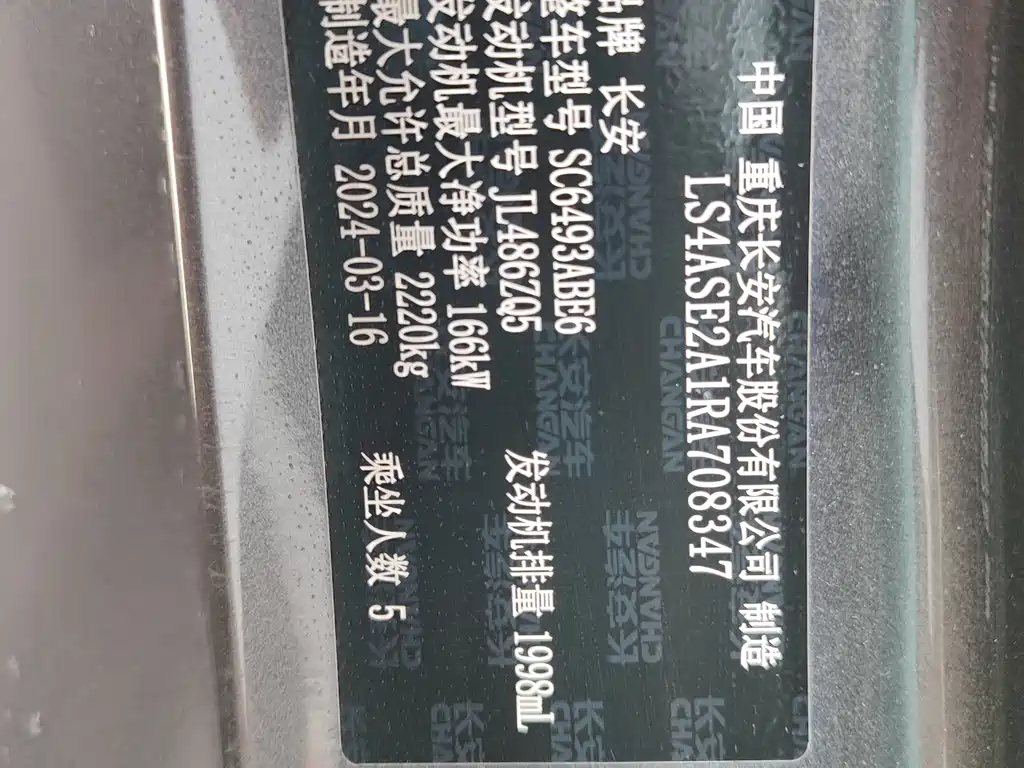 中国 重庆长安汽车股份有限公司 制造
LS4ASE2A1RA708347
品牌 长安
整车型号 SC6493ABE6
发动机型号 JL486ZQ5 发动机排量 1998mL
发动机最大净功率 166kW
最大允许总质量 2220kg 乘坐人数 5
制造年月 2024-03-16